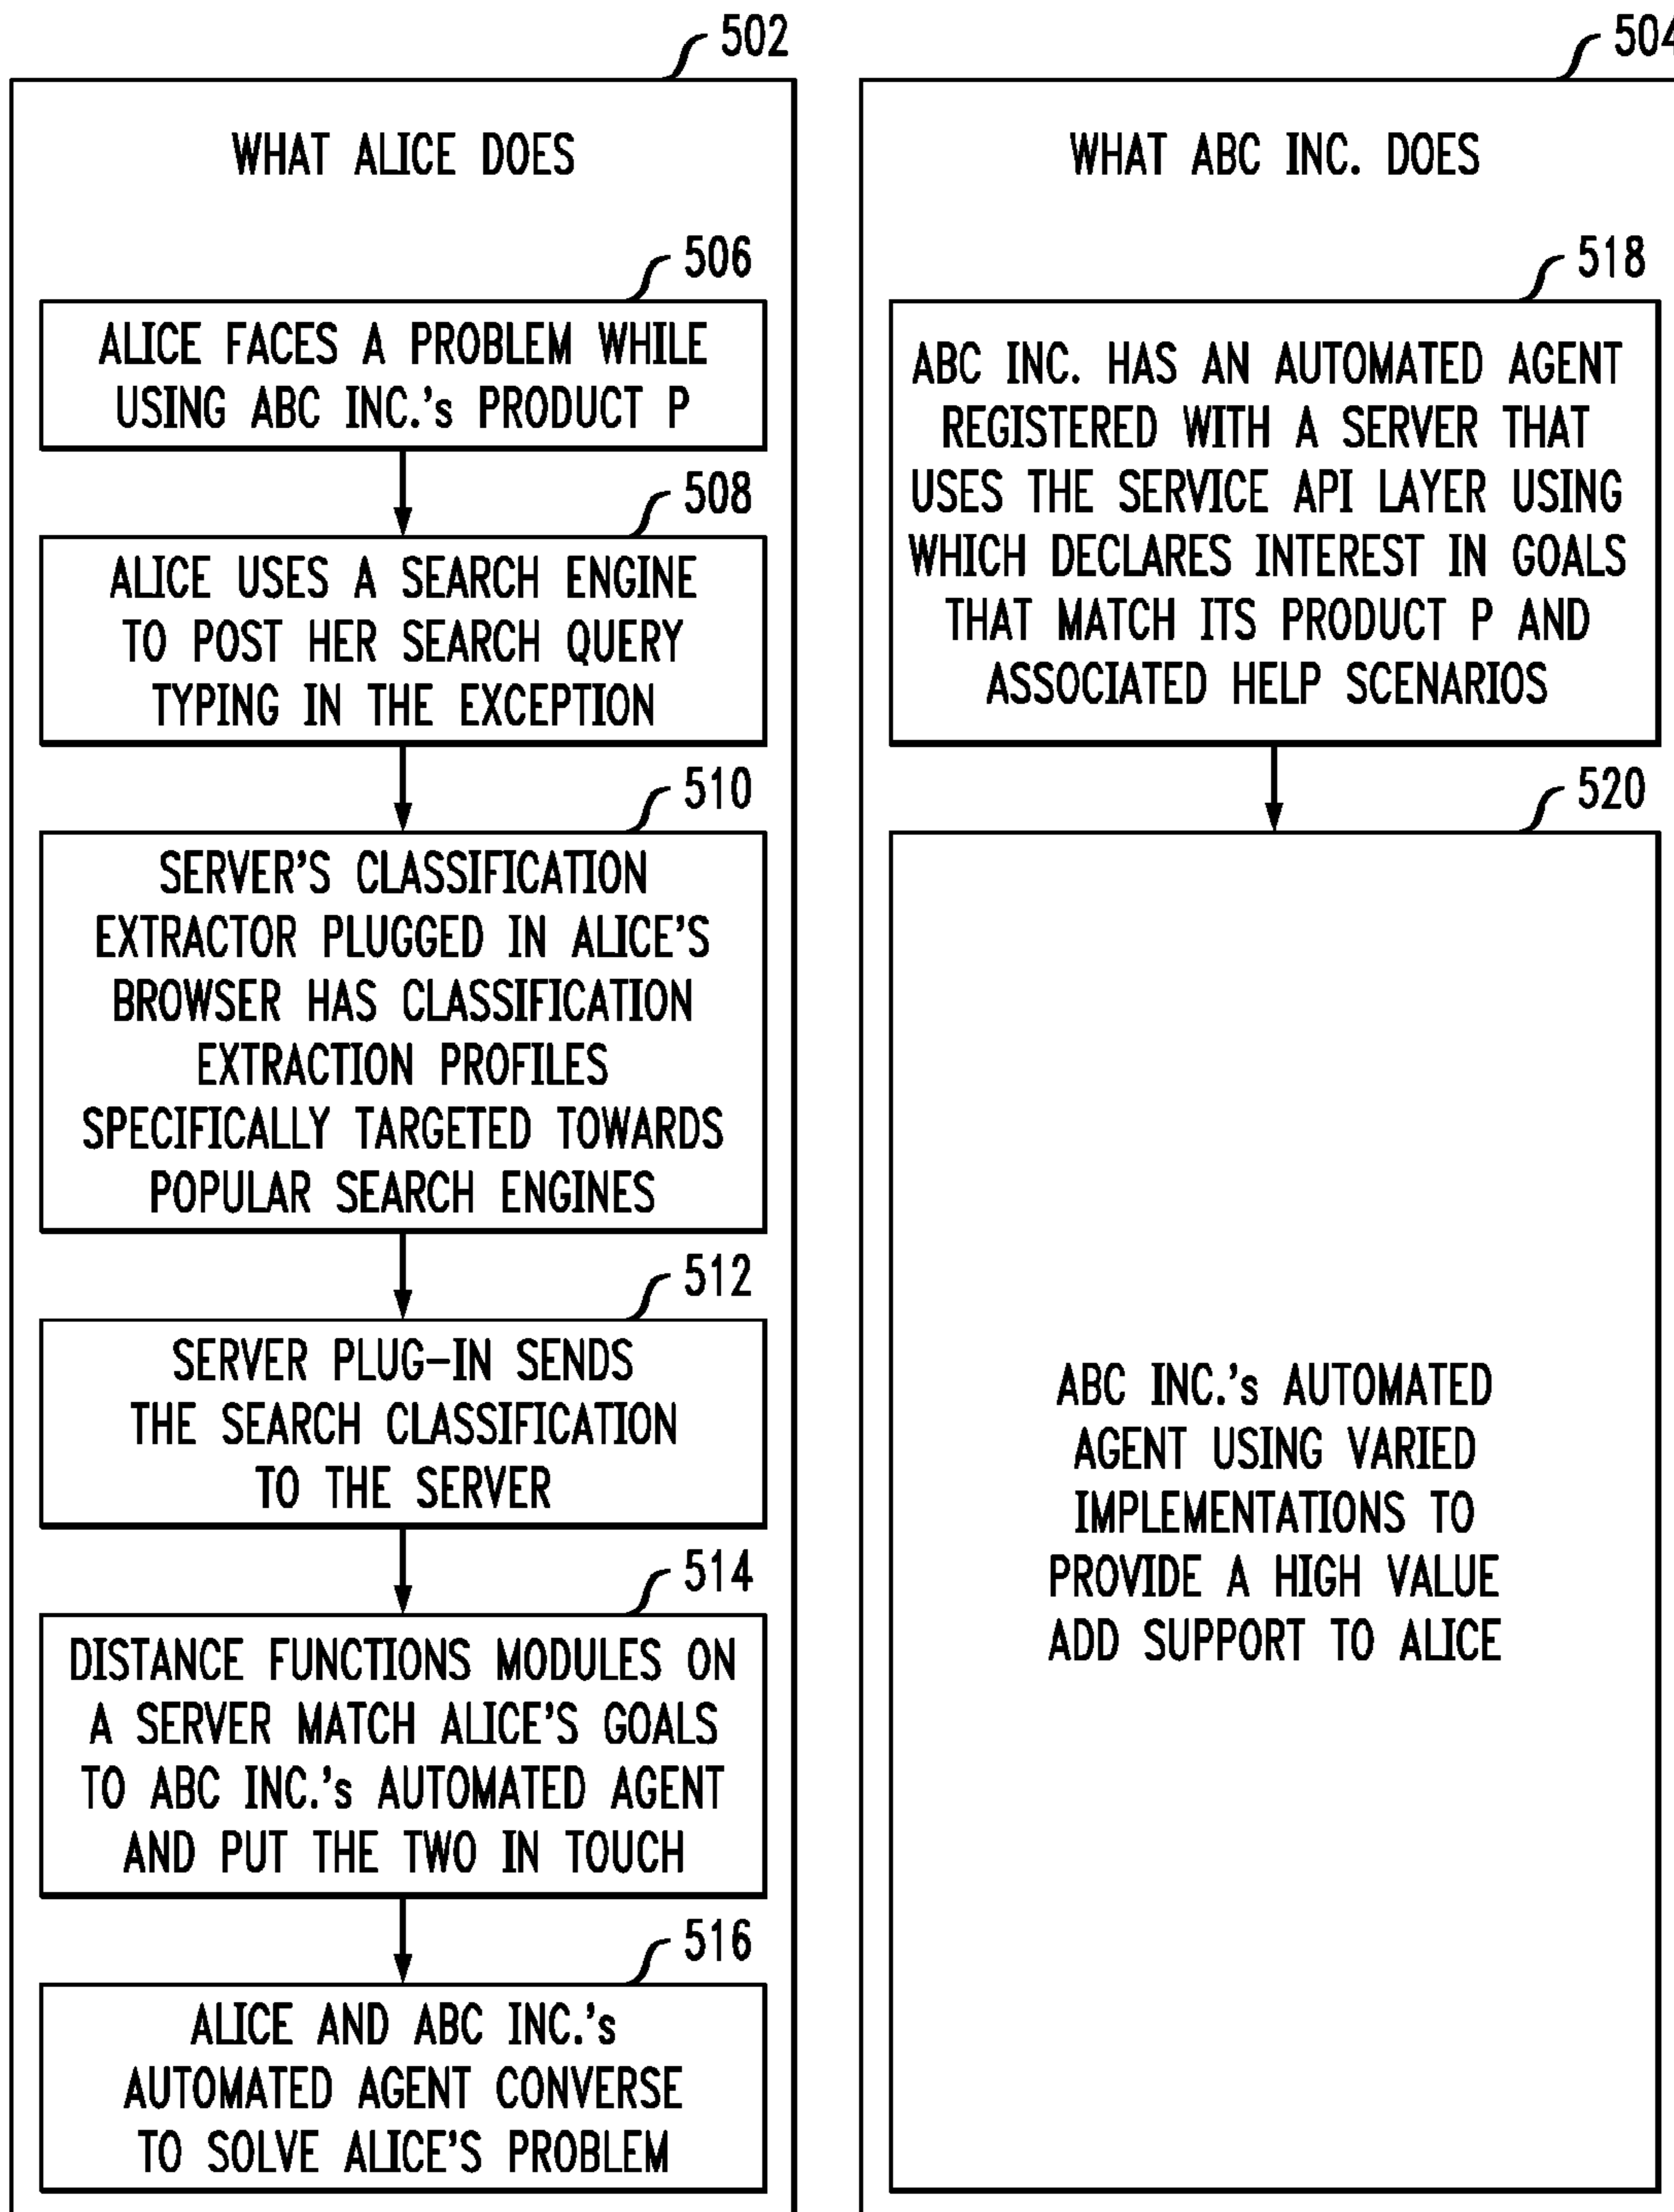 502
WHAT ALICE DOES
506
ALICE FACES A PROBLEM WHILE
USING ABC INC.'s PRODUCT P
508
ALICE USES A SEARCH ENGINE
TO POST HER SEARCH QUERY
TYPING IN THE EXCEPTION
510
SERVER'S CLASSIFICATION
EXTRACTOR PLUGGED IN ALICE'S
BROWSER HAS CLASSIFICATION
EXTRACTION PROFILES
SPECIFICALLY TARGETED TOWARDS
POPULAR SEARCH ENGINES
512
SERVER PLUG-IN SENDS
THE SEARCH CLASSIFICATION
TO THE SERVER
514
DISTANCE FUNCTIONS MODULES ON
A SERVER MATCH ALICE'S GOALS
TO ABC INC.'s AUTOMATED AGENT
AND PUT THE TWO IN TOUCH
516
ALICE AND ABC INC.'s
AUTOMATED AGENT CONVERSE
TO SOLVE ALICE'S PROBLEM
504
WHAT ABC INC. DOES
518
ABC INC. HAS AN AUTOMATED AGENT
REGISTERED WITH A SERVER THAT
USES THE SERVICE API LAYER USING
WHICH DECLARES INTEREST IN GOALS
THAT MATCH ITS PRODUCT P AND
ASSOCIATED HELP SCENARIOS
520
ABC INC.'s AUTOMATED
AGENT USING VARIED
IMPLEMENTATIONS TO
PROVIDE A HIGH VALUE
ADD SUPPORT TO ALICE